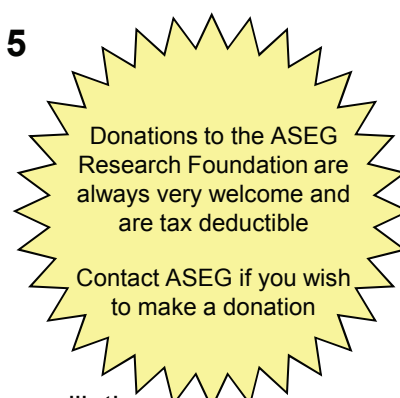 5
Donations to the ASEG
Research Foundation are
always very welcome and
are tax deductible
Contact ASEG if you wish
to make a donation